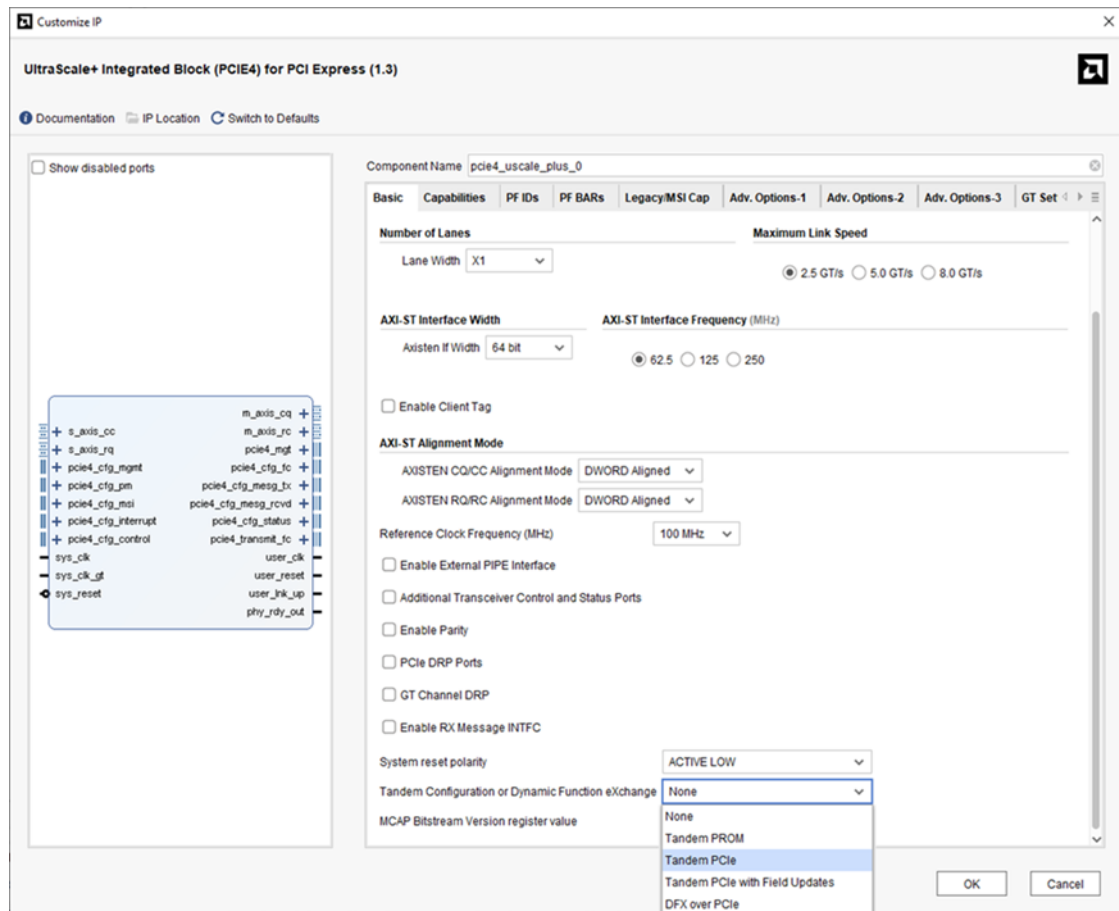 Customize IP
UltraScale+ Integrated Block (PCIE4) for PCI Express (1.3)
Documentation IP Location Switch to Defaults
Show disabled ports
m_axis_cq
s_axis_cc m_axis_rc
s_axis_rq pcie4_mgt
pcie4_cfg_mgmt pcie4_cfg_fc
pcie4_cfg_pm pcie4_cfg_mesg_tx
pcie4_cfg_msi pcie4_cfg_mesg_rcvd
pcie4_cfg_interrupt pcie4_cfg_status
pcie4_cfg_control pcie4_transmit_fc
sys_clk user_clk
sys_clk_gt user_reset
sys_reset user_lnk_up
phy_rdy_out
Component Name pcie4_uscale_plus_0
Basic Capabilities PF IDs PF BARs Legacy/MSI Cap Adv. Options-1 Adv. Options-2 Adv. Options-3 GT Set
Number of Lanes Maximum Link Speed
Lane Width X1
2.5 GT/s 5.0 GT/s 8.0 GT/s
AXI-ST Interface Width AXI-ST Interface Frequency (MHz)
Axisten If Width 64 bit
62.5 125 250
Enable Client Tag
AXI-ST Alignment Mode
AXISTEN CQ/CC Alignment Mode DWORD Aligned
AXISTEN RQ/RC Alignment Mode DWORD Aligned
Reference Clock Frequency (MHz) 100 MHz
Enable External PIPE Interface
Additional Transceiver Control and Status Ports
Enable Parity
PCIe DRP Ports
GT Channel DRP
Enable RX Message INTFC
System reset polarity ACTIVE LOW
Tandem Configuration or Dynamic Function eXchange None
MCAP Bitstream Version register value
None
Tandem PROM
Tandem PCIe
Tandem PCIe with Field Updates
DFX over PCIe
OK Cancel